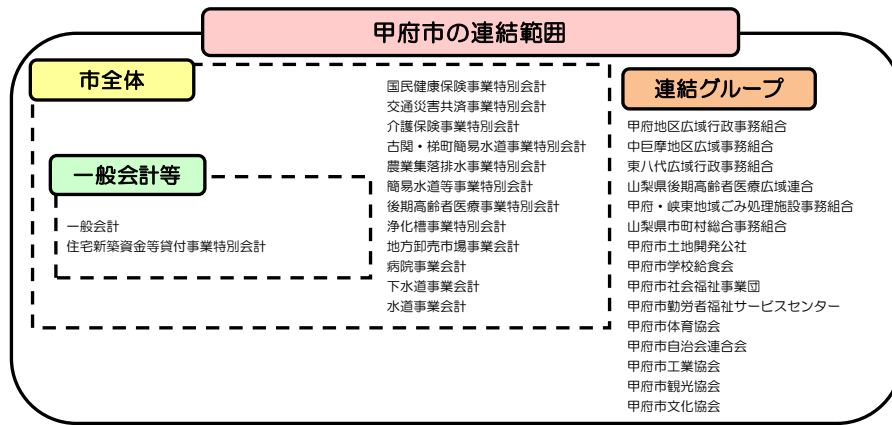 甲府市の連結範囲
市全体
一般会計等
一般会計
住宅新築資金等貸付事業特別会計
国民健康保険事業特別会計
交通災害共済事業特別会計
介護保険事業特別会計
古関・梯町簡易水道事業特別会計
農業集落排水事業特別会計
簡易水道等事業特別会計
後期高齢者医療事業特別会計
浄化槽事業特別会計
地方卸売市場事業会計
病院事業会計
下水道事業会計
水道事業会計
連結グループ
甲府地区広域行政事務組合
中巨摩地区広域事務組合
東八代広域行政事務組合
山梨県後期高齢者医療広域連合
甲府・峡東地域ごみ処理施設事務組合
山梨県市町村総合事務組合
甲府市土地開発公社
甲府市学校給食会
甲府市社会福祉事業団
甲府市勤労者福祉サービスセンター
甲府市体育協会
甲府市自治会連合会
甲府市工業協会
甲府市観光協会
甲府市文化協会